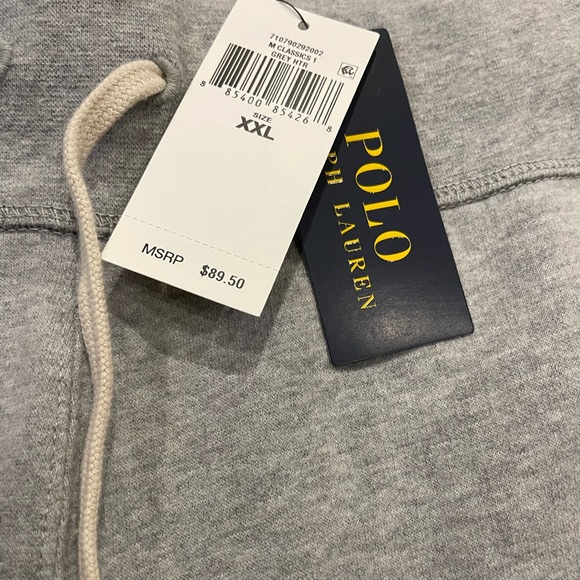 710790292002
M CLASSICS 1
GREY HTR
8 85400 85426 8
SIZE
XXL
MSRP $89.50
POLO
PH LAUREN